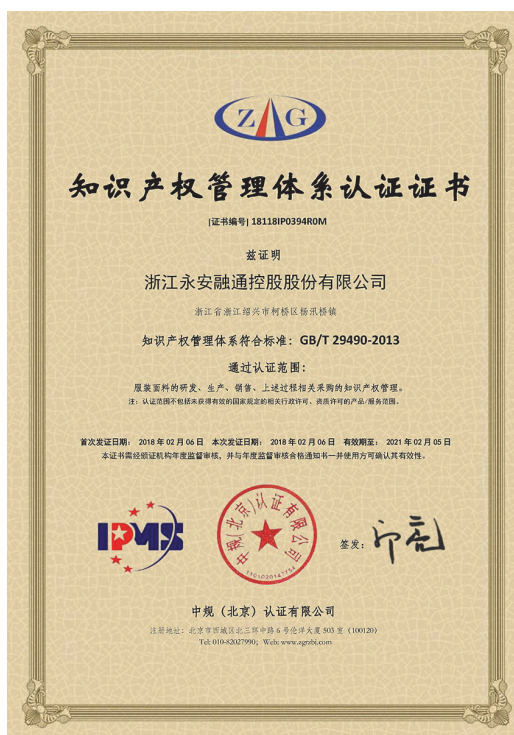 ZG
知识产权管理体系认证证书
|证书编号| 18118IP0394R0M
兹证明
浙江永安融通控股股份有限公司
浙江省浙江绍兴市柯桥区杨汛桥镇
知识产权管理体系符合标准：GB/T 29490-2013
通过认证范围：
服装面料的研发、生产、销售、上述过程相关采购的知识产权管理。
注：认证范围不包括未获得有效的国家规定的相关行政许可、资质许可的产品/服务范围。
首次发证日期： 2018 年 02 月 06 日 本次发证日期： 2018 年 02 月 06 日 有效期至： 2021 年 02 月 05 日
本证书需经颁证机构年度监督审核，并与年度监督审核合格通知书一并使用方可确认其有效性。
IPMS
中规（北京）认证有限公司
1101020147754
签发：
中规（北京）认证有限公司
注册地址：北京市西城区北三环中路 6 号伦洋大厦 503 室（100120）
Tel: 010-82027990; Web: www.zgrzbj.com